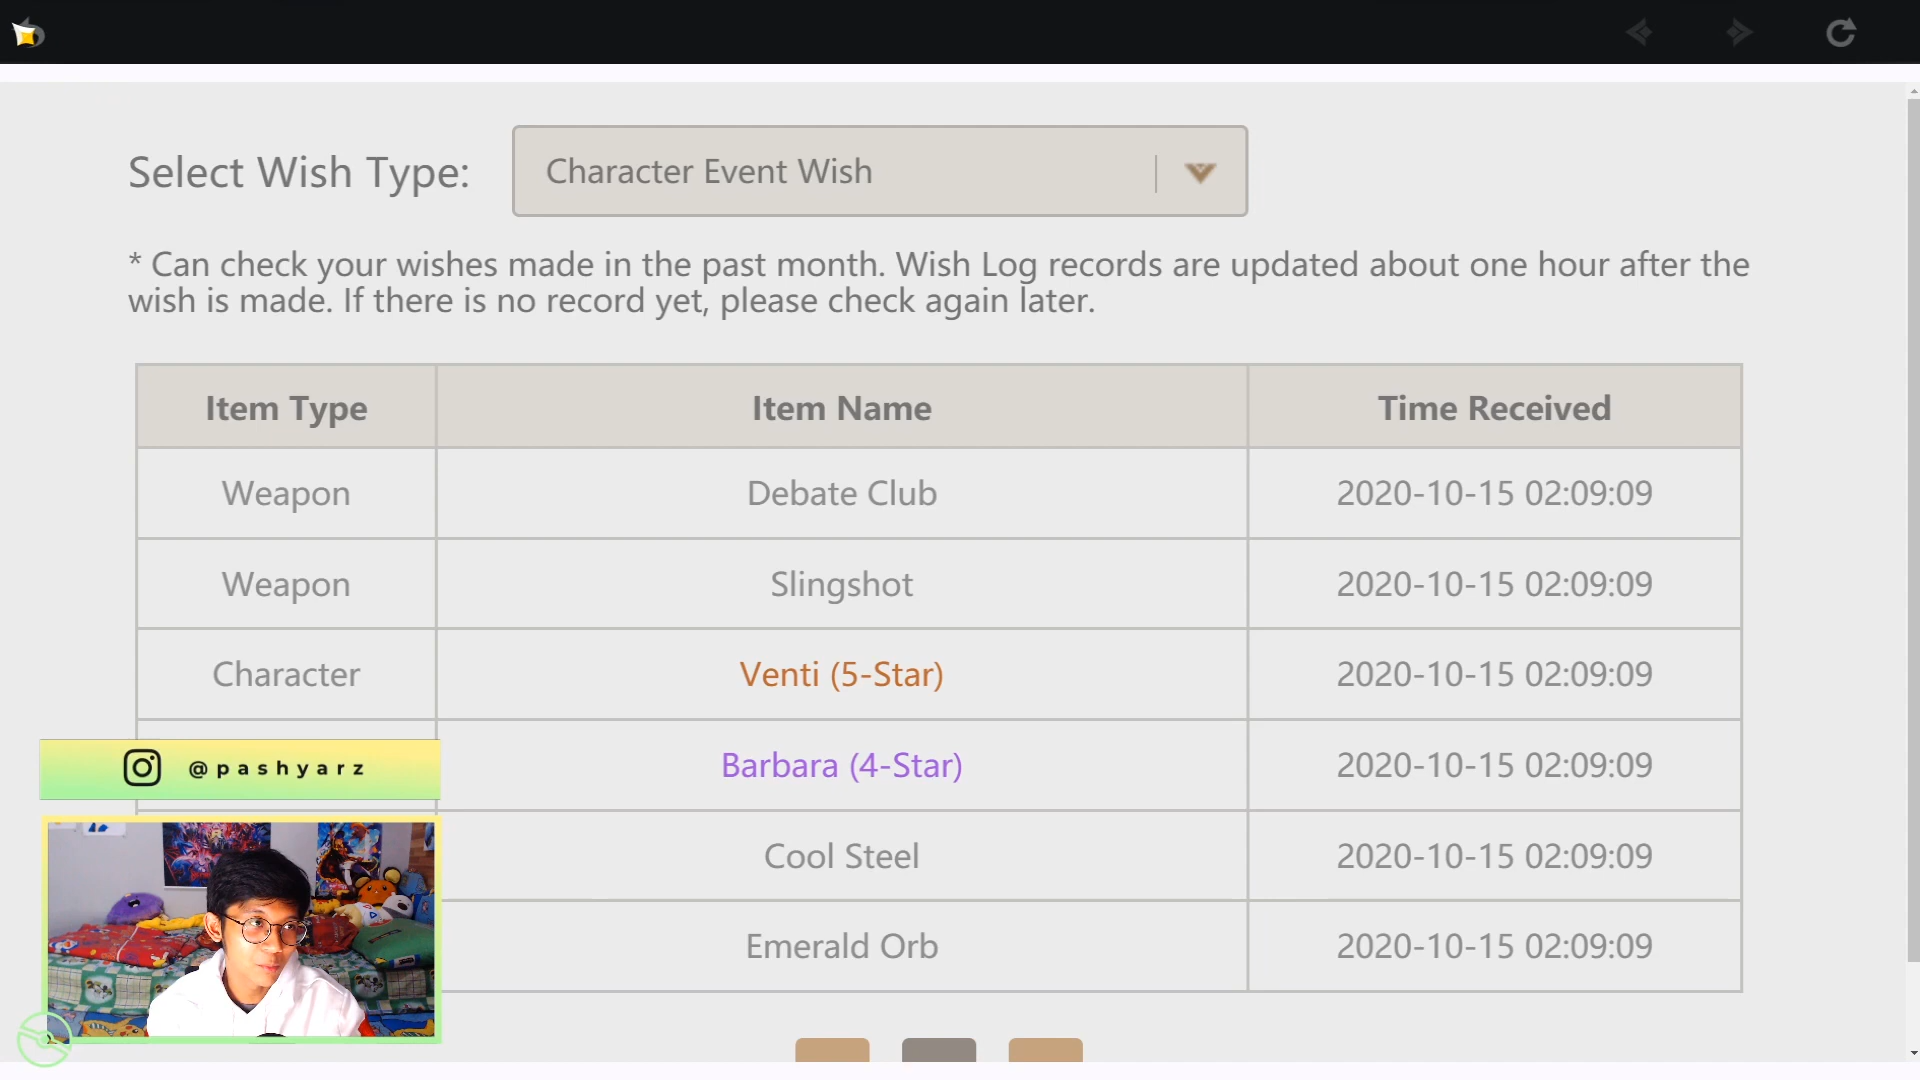 Select Wish Type:
Character Event Wish
* Can check your wishes made in the past month. Wish Log records are updated about one hour after the
wish is made. If there is no record yet, please check again later.
Item Type Item Name Time Received
Weapon Debate Club 2020-10-15 02:09:09
Weapon Slingshot 2020-10-15 02:09:09
Character Venti (5-Star) 2020-10-15 02:09:09
Barbara (4-Star) 2020-10-15 02:09:09
@pashyarz
Cool Steel 2020-10-15 02:09:09
Emerald Orb 2020-10-15 02:09:09